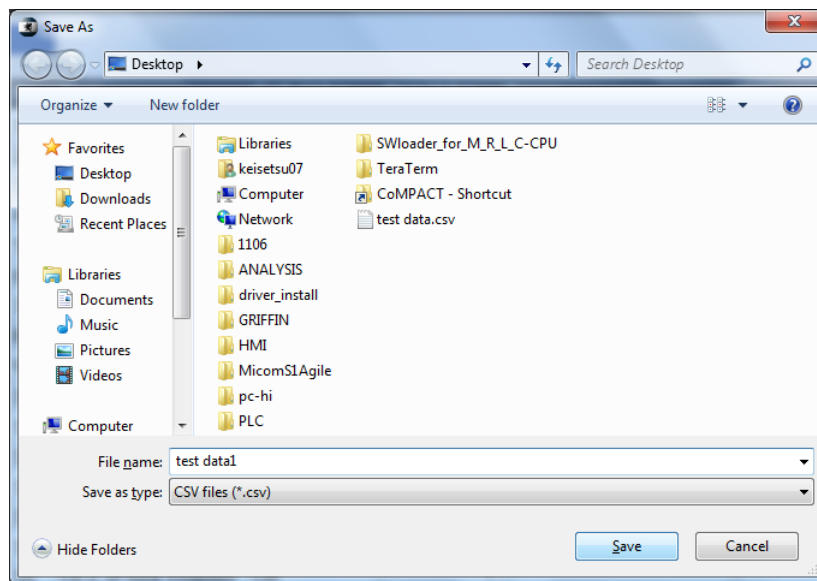 Save As
Desktop
Search Desktop
Organize
New folder
Favorites
Desktop
Downloads
Recent Places
Libraries
Documents
Music
Pictures
Videos
Computer
Libraries
keisetsu07
Computer
Network
1106
ANALYSIS
driver_install
GRIFFIN
HMI
MicomS1Agile
pc-hi
PLC
SWloader_for_M_R_L_C-CPU
TeraTerm
CoMPACT - Shortcut
test data.csv
File name: test data1
Save as type: CSV files (*.csv)
Hide Folders
Save
Cancel